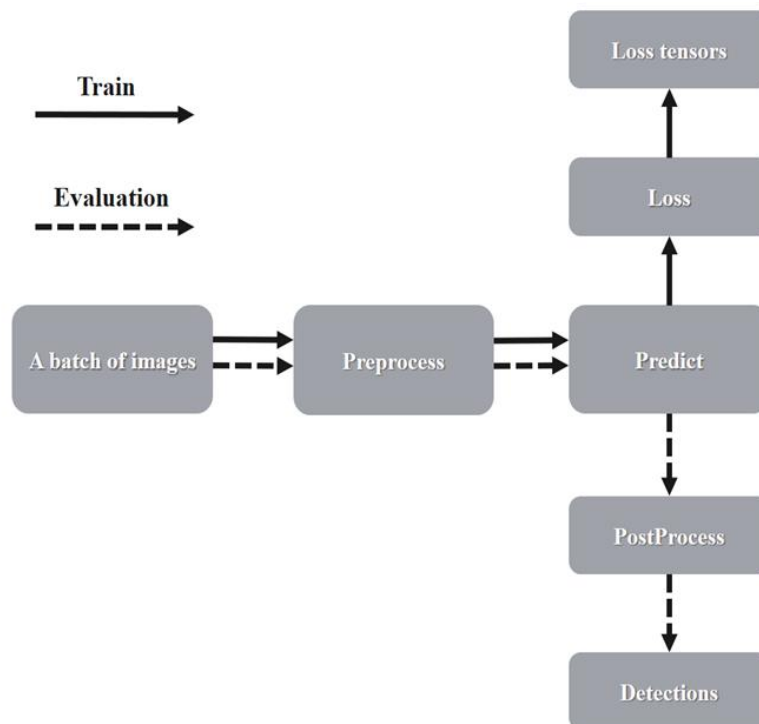 Train
Evaluation
Loss tensors
Loss
A batch of images
Preprocess
Predict
PostProcess
Detections